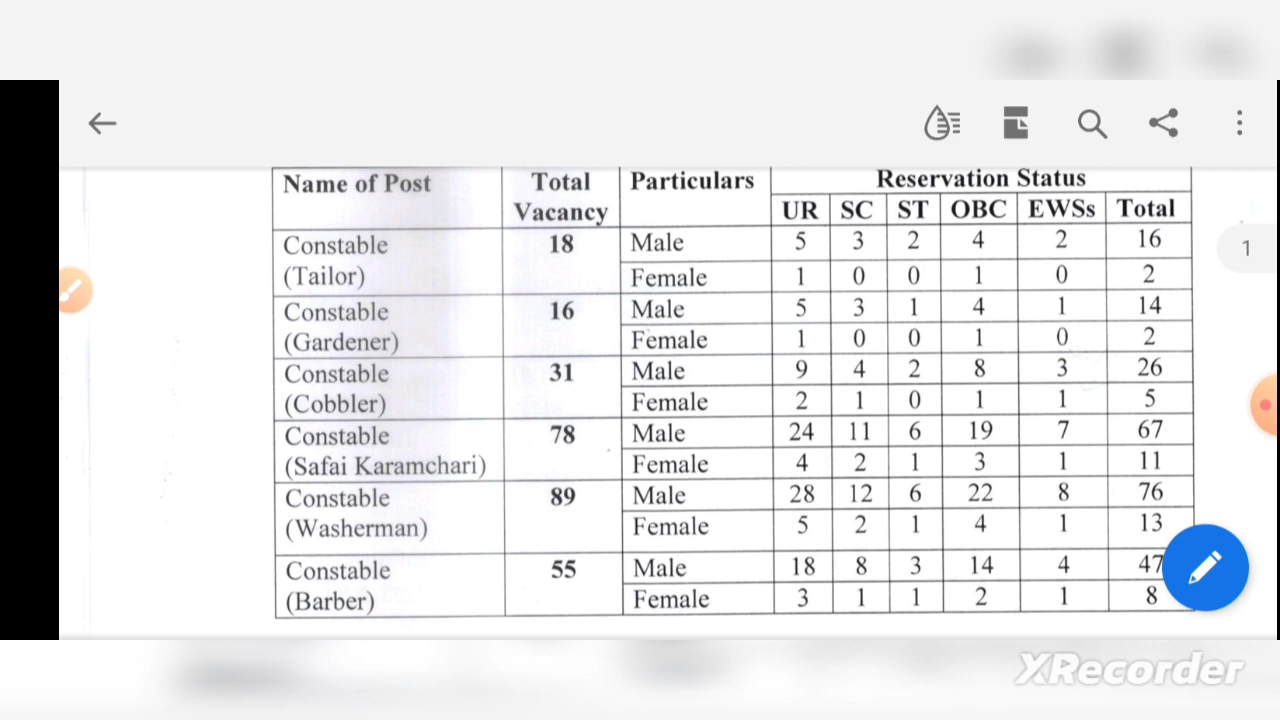 Name of Post Total Vacancy Particulars Reservation Status
UR SC ST OBC EWSs Total
Constable (Tailor) 18 Male 5 3 2 4 2 16
Female 1 0 0 1 0 2
Constable (Gardener) 16 Male 5 3 1 4 1 14
Female 1 0 0 1 0 2
Constable (Cobbler) 31 Male 9 4 2 8 3 26
Female 2 1 0 1 1 5
Constable (Safai Karamchari) 78 Male 24 11 6 19 7 67
Female 4 2 1 3 1 11
Constable (Washerman) 89 Male 28 12 6 22 8 76
Female 5 2 1 4 1 13
Constable (Barber) 55 Male 18 8 3 14 4 47
Female 3 1 1 2 1 8
1
XRecorder